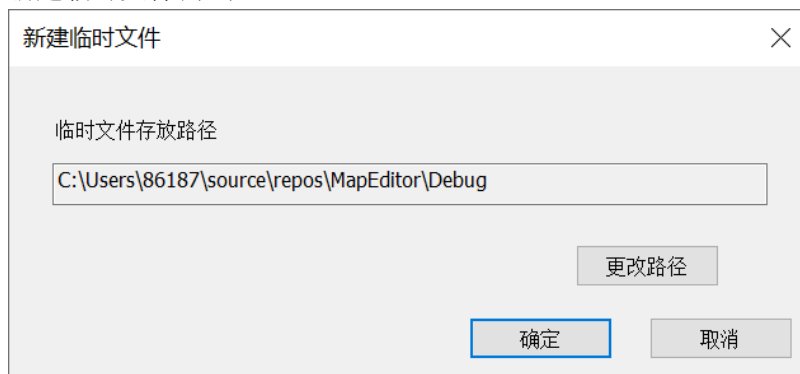 新建临时文件
临时文件存放路径
C:\Users\86187\source\repos\MapEditor\Debug
更改路径
确定
取消